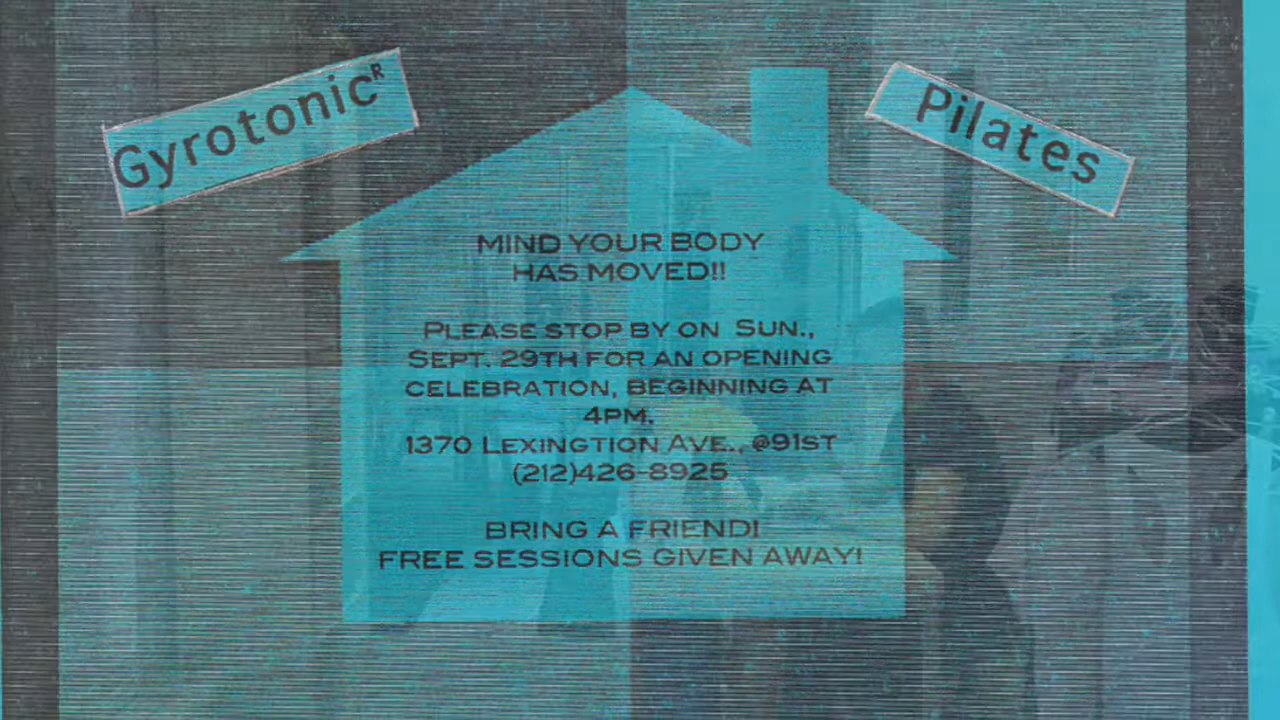 Gyrotonic®
Pilates
MIND YOUR BODY
HAS MOVED!!
PLEASE STOP BY ON SUN.,
SEPT. 29TH FOR AN OPENING
CELEBRATION, BEGINNING AT
4PM.
1370 LEXINGTION AVE., @91ST
(212)426-8925
BRING A FRIEND!
FREE SESSIONS GIVEN AWAY!